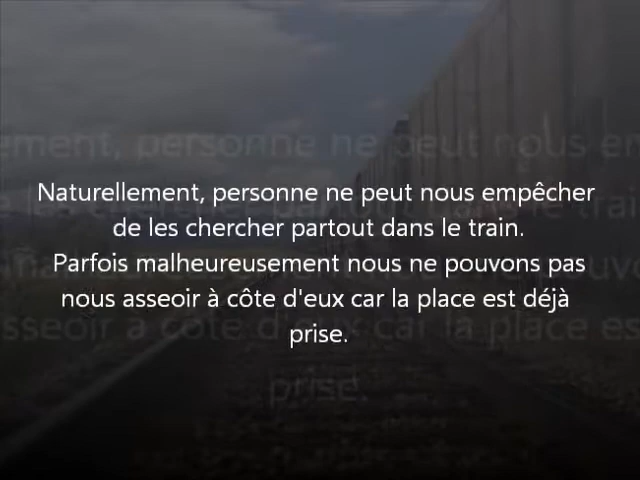 Naturellement, personne ne peut nous empêcher
de les chercher partout dans le train.
Parfois malheureusement nous ne pouvons pas
nous asseoir à côte d'eux car la place est déjà
prise.